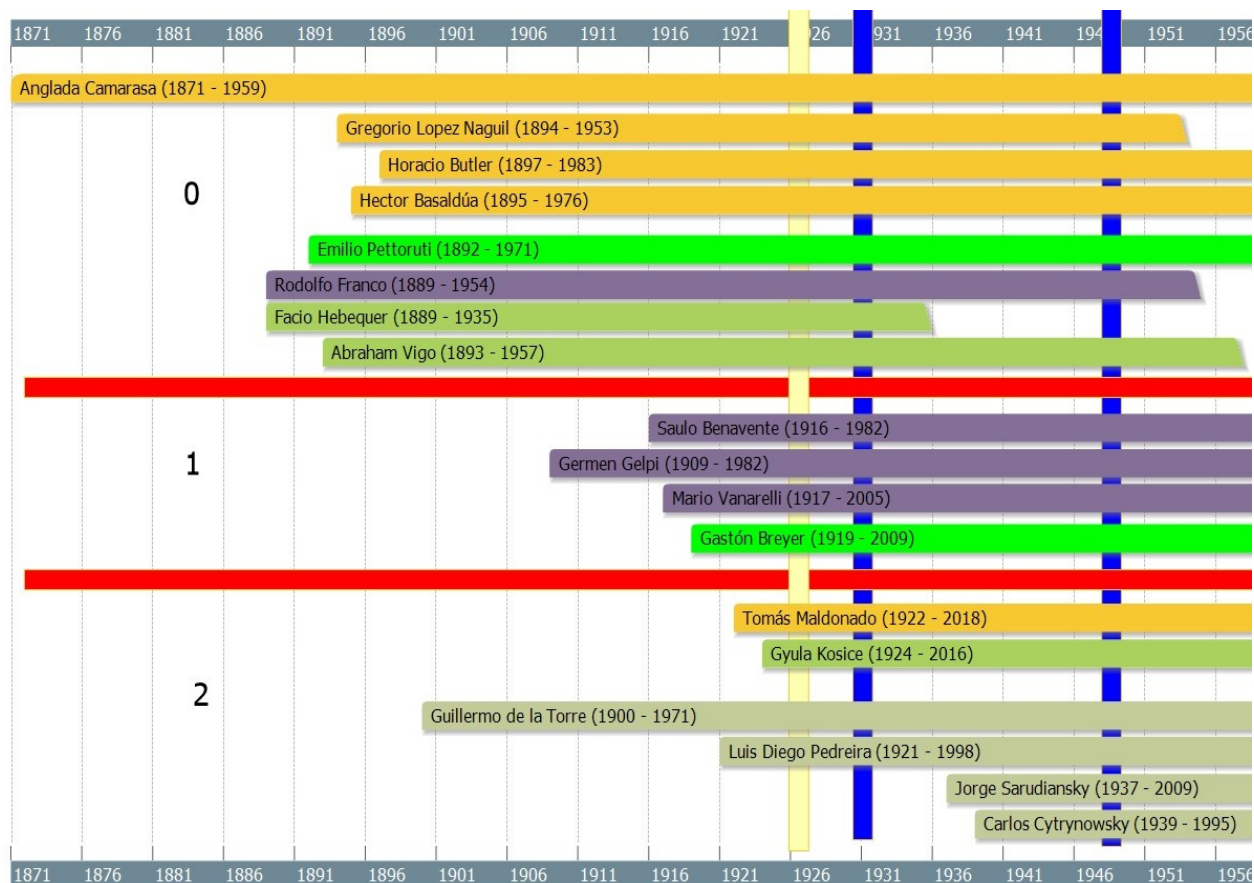 1871 1876 1881 1886 1891 1896 1901 1906 1911 1916 1921 926 1931 1936 1941 194 1951 1956
Anglada Camarasa (1871 - 1959)
Gregorio Lopez Naguil (1894 - 1953)
Horacio Butler (1897 - 1983)
0
Hector Basaldúa (1895 - 1976)
Emilio Pettoruti (1892 - 1971)
Rodolfo Franco (1889 - 1954)
Facio Hebequer (1889 - 1935)
Abraham Vigo (1893 - 1957)
Saulo Benavente (1916 - 1982)
1
Germen Gelpi (1909 - 1982)
Mario Vanarelli (1917 - 2005)
Gastón Breyer (1919 - 2009)
Tomás Maldonado (1922 - 2018)
Gyula Kosice (1924 - 2016)
2
Guillermo de la Torre (1900 - 1971)
Luis Diego Pedreira (1921 - 1998)
Jorge Sarudiansky (1937 - 2009)
Carlos Cytrynowsky (1939 - 1995)
1871 1876 1881 1886 1891 1896 1901 1906 1911 1916 1921 1926 1931 1936 1941 1946 1951 1956